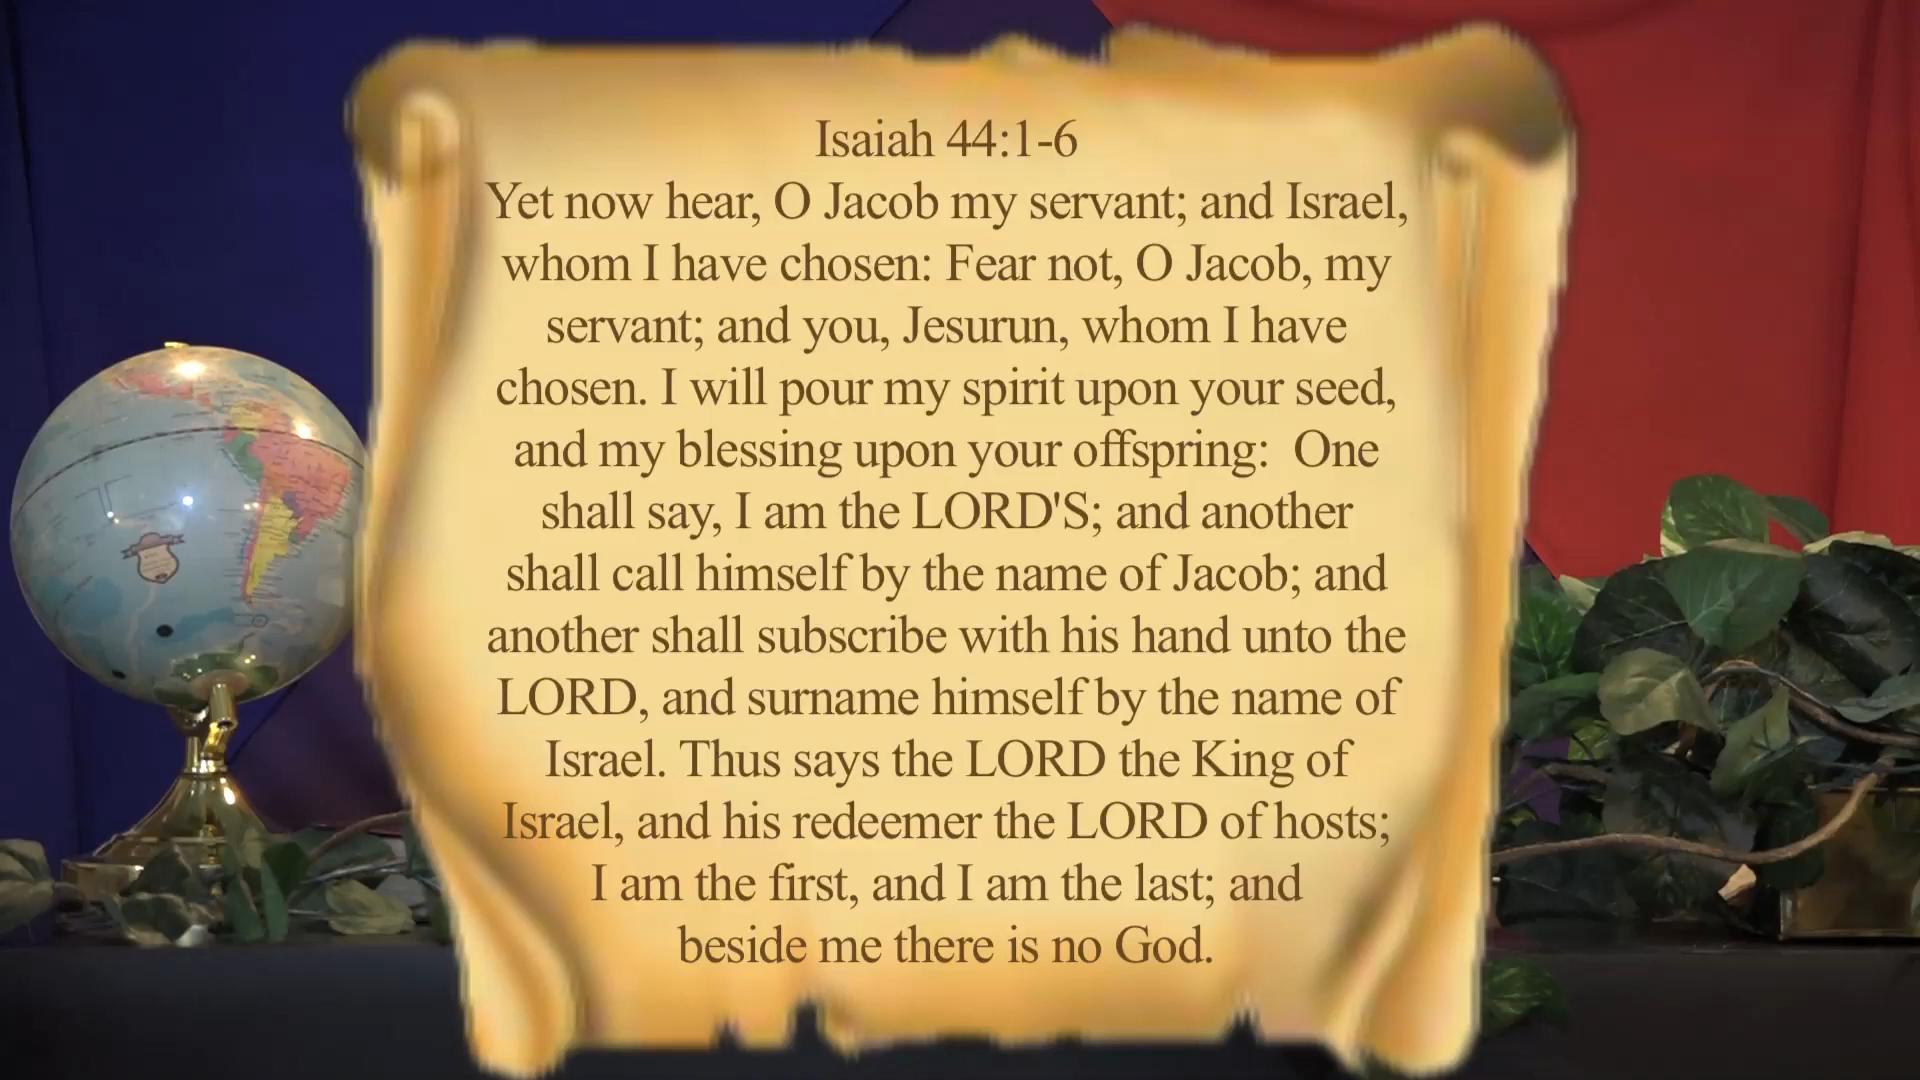 Isaiah 44:1-6
Yet now hear, O Jacob my servant; and Israel,
whom I have chosen: Fear not, O Jacob, my
servant; and you, Jesurun, whom I have
chosen. I will pour my spirit upon your seed,
and my blessing upon your offspring:  One
shall say, I am the LORD'S; and another
shall call himself by the name of Jacob; and
another shall subscribe with his hand unto the
LORD, and surname himself by the name of
Israel. Thus says the LORD the King of
Israel, and his redeemer the LORD of hosts;
I am the first, and I am the last; and
beside me there is no God.